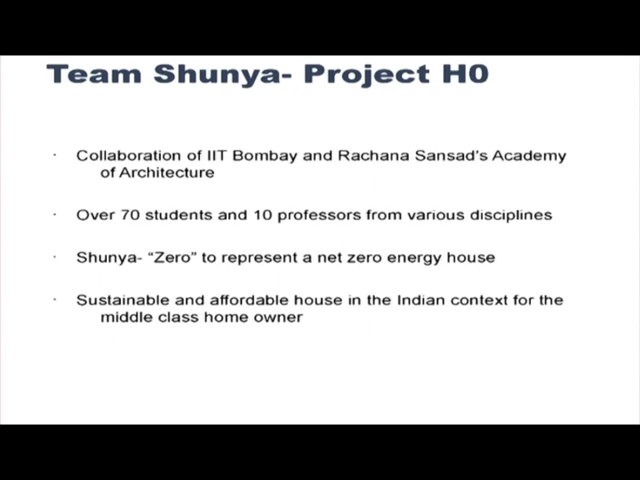 Team Shunya- Project H0
· Collaboration of IIT Bombay and Rachana Sansad's Academy
of Architecture
· Over 70 students and 10 professors from various disciplines
· Shunya- “Zero” to represent a net zero energy house
· Sustainable and affordable house in the Indian context for the
middle class home owner